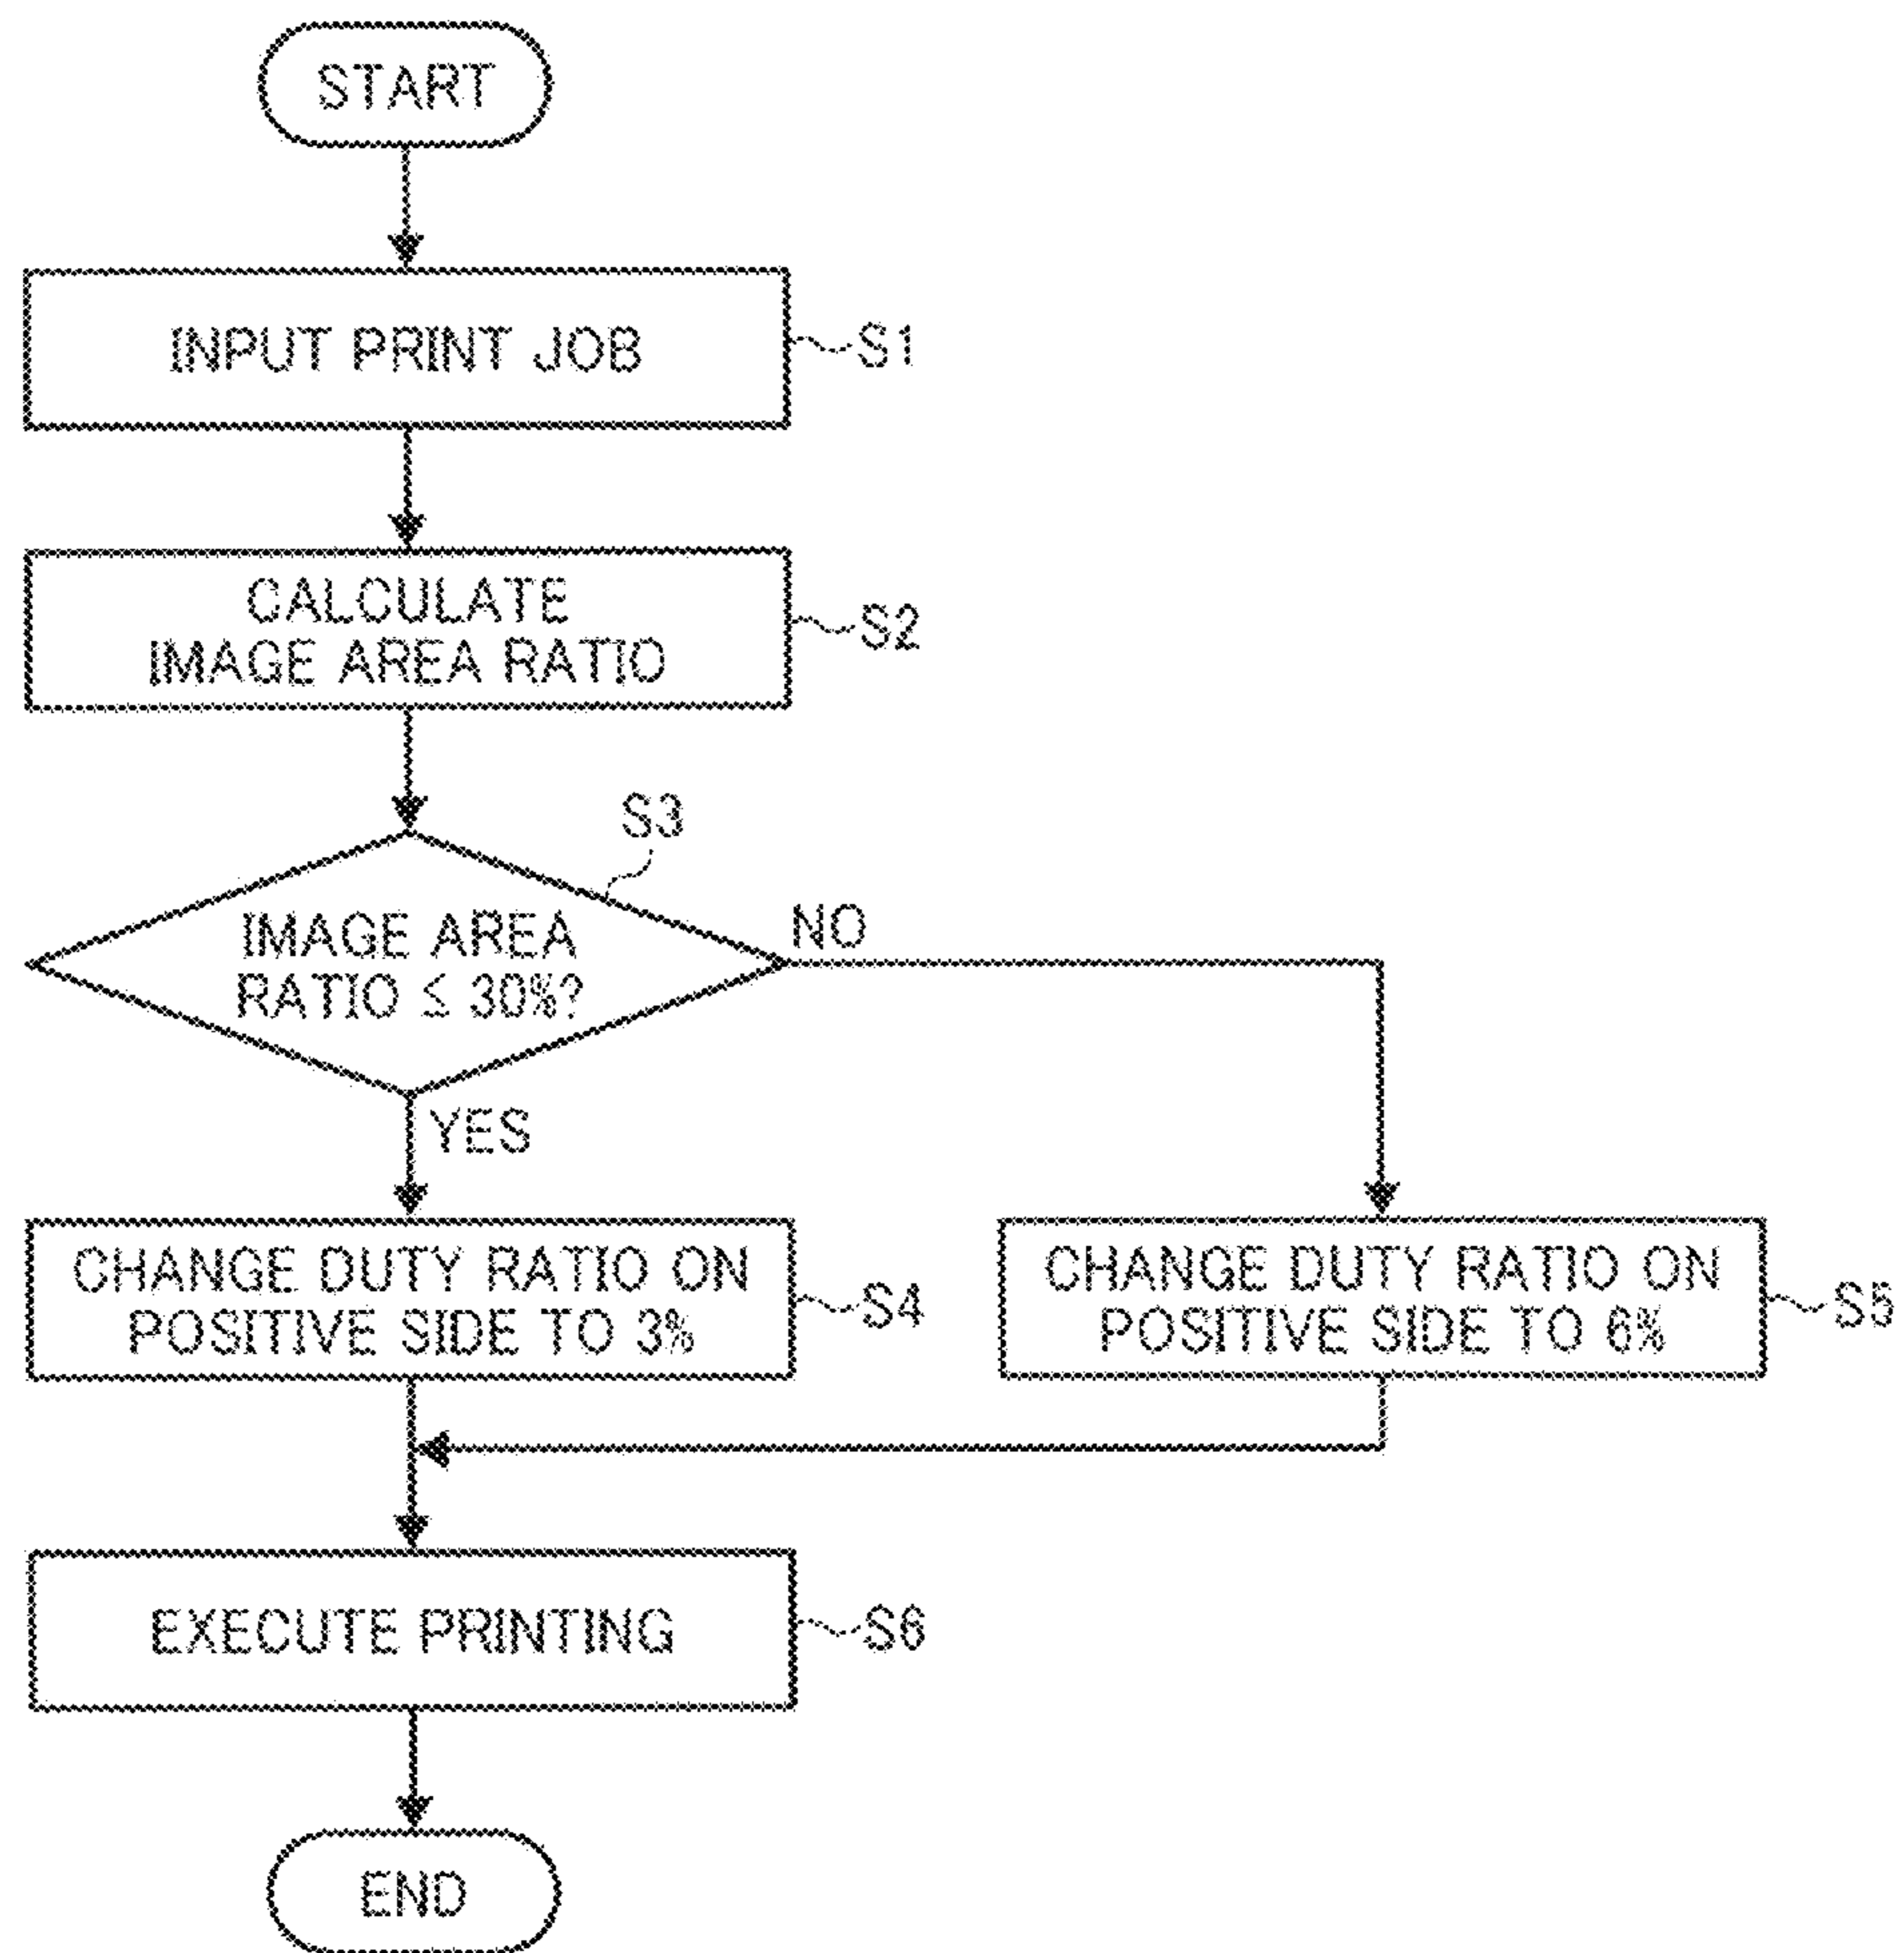 START
INPUT PRINT JOB
S1
CALCULATE
IMAGE AREA RATIO
S2
S3
IMAGE AREA
RATIO ≤ 30%?
NO
YES
CHANGE DUTY RATIO ON
POSITIVE SIDE TO 3%
S4
CHANGE DUTY RATIO ON
POSITIVE SIDE TO 6%
S5
EXECUTE PRINTING
S6
END